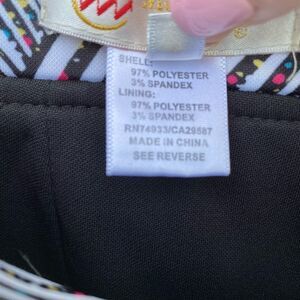 SHELL:
97% POLYESTER
3% SPANDEX
LINING:
97% POLYESTER
3% SPANDEX
RN74933/CA29587
MADE IN CHINA
SEE REVERSE